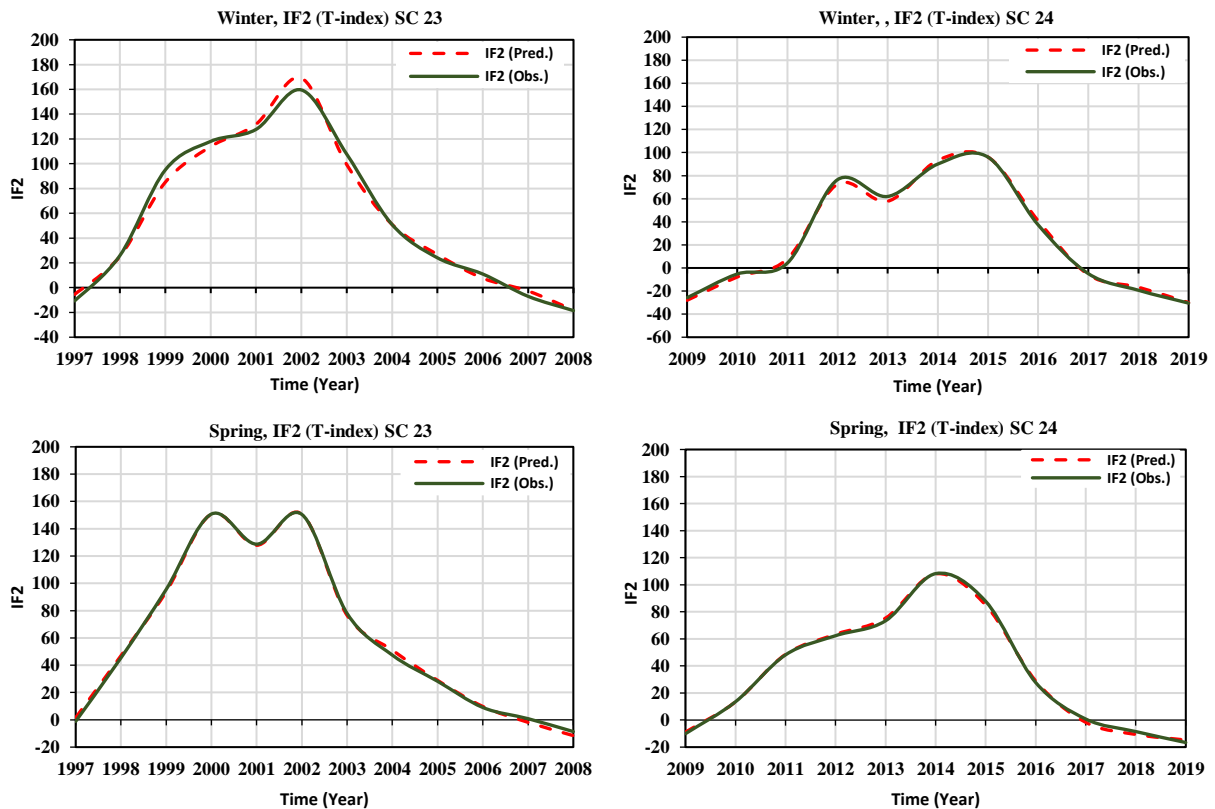 Winter, IF2 (T-index) SC 23
200
180
160
140
120
100
80
60
40
20
0
-20
-40
IF2
IF2 (Pred.)
IF2 (Obs.)
1997 1998 1999 2000 2001 2002 2003 2004 2005 2006 2007 2008
Time (Year)
Winter, , IF2 (T-index) SC 24
200
180
160
140
120
100
80
60
40
20
0
-20
-40
-60
IF2
IF2 (Pred.)
IF2 (Obs.)
2009 2010 2011 2012 2013 2014 2015 2016 2017 2018 2019
Time (Year)
Spring, IF2 (T-index) SC 23
200
180
160
140
120
100
80
60
40
20
0
-20
IF2
IF2 (Pred.)
IF2 (Obs.)
1997 1998 1999 2000 2001 2002 2003 2004 2005 2006 2007 2008
Time (Year)
Spring, IF2 (T-index) SC 24
200
180
160
140
120
100
80
60
40
20
0
-20
IF2
IF2 (Pred.)
IF2 (Obs.)
2009 2010 2011 2012 2013 2014 2015 2016 2017 2018 2019
Time (Year)